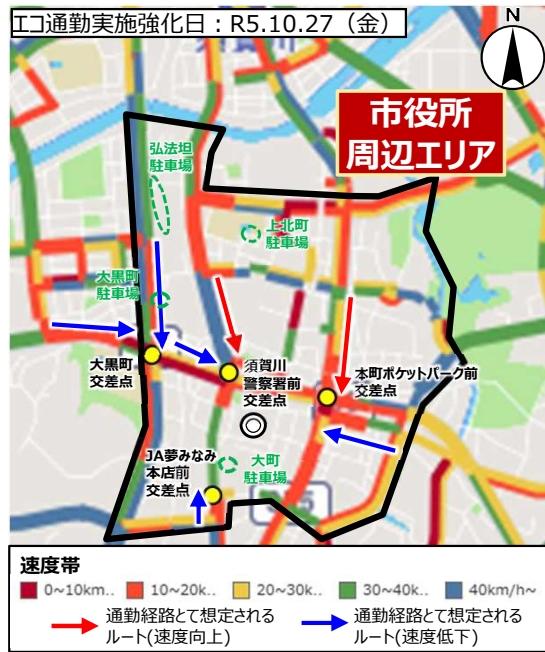 エコ通勤実施強化日：R5.10.27（金）
N
市役所
周辺エリア
弘法坦
駐車場
上北町
駐車場
大黒町
駐車場
大黒町
交差点
須賀川
警察署前
交差点
本町ポケットパーク前
交差点
JA夢みなみ
本店前
交差点
大町
駐車場
速度帯
0~10km..
10~20k..
20~30k..
30~40k..
40km/h~
通勤経路とて想定される
ルート(速度向上)
通勤経路とて想定される
ルート(速度低下)